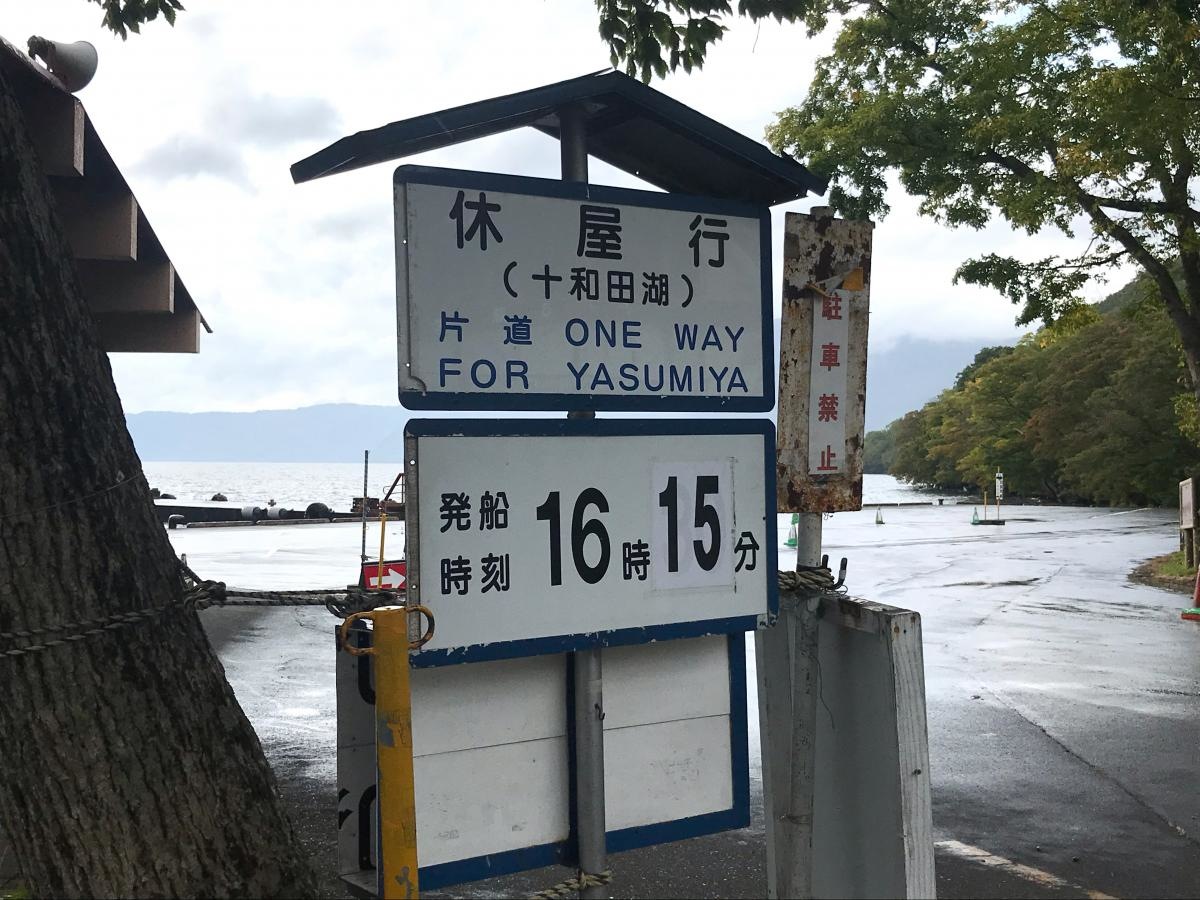 休屋行
（十和田湖）
片道 ONE WAY
FOR YASUMIYA
発船
時刻
16時15分
駐車禁止